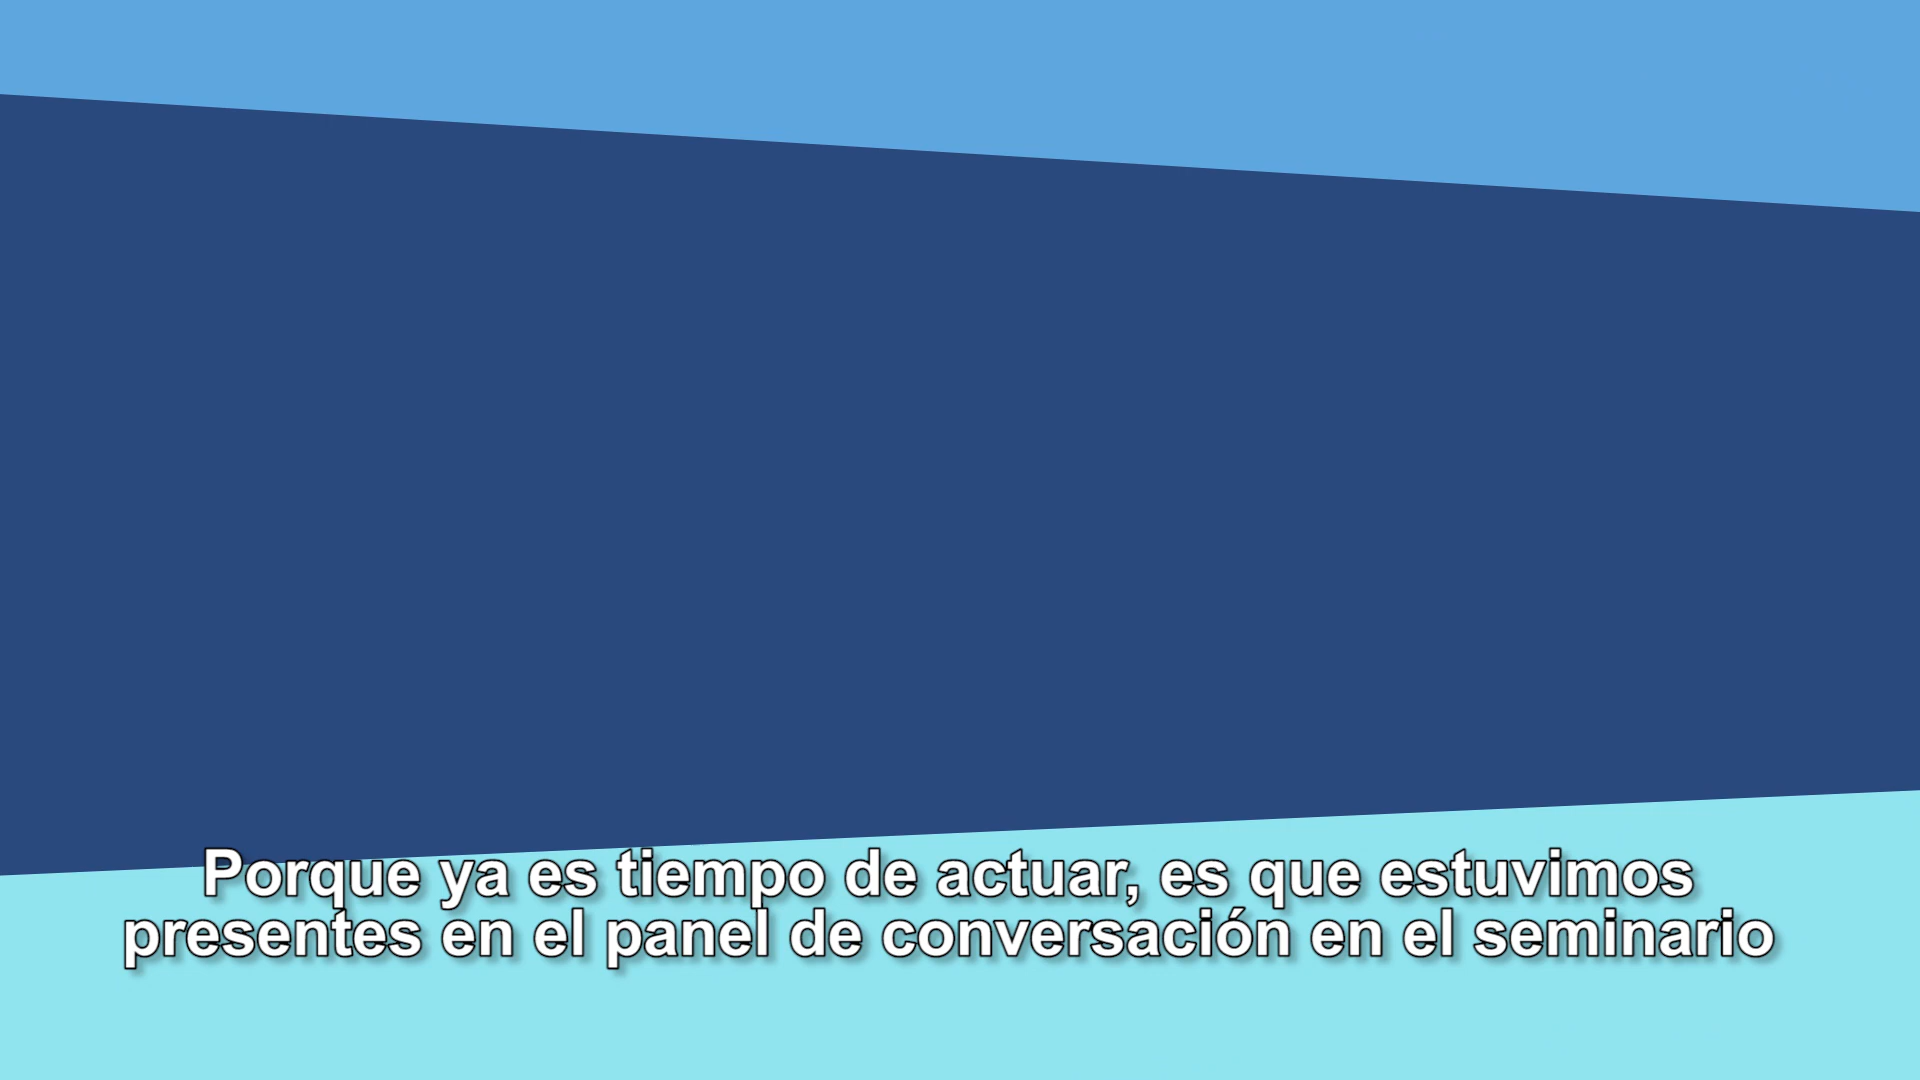 Porque ya es tiempo de actuar, es que estuvimos
presentes en el panel de conversación en el seminario